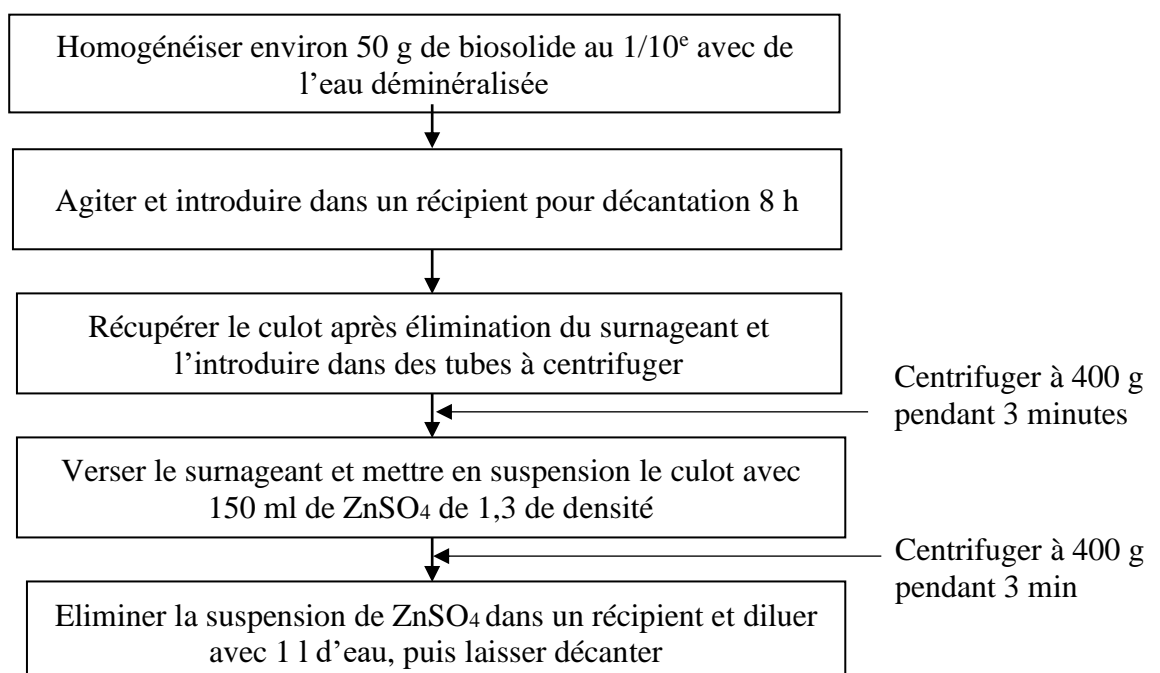 Homogénéiser environ 50 g de biosolide au 1/10ᵉ avec de
l’eau déminéralisée
Agiter et introduire dans un récipient pour décantation 8 h
Récupérer le culot après élimination du surnageant et
l’introduire dans des tubes à centrifuger
Centrifuger à 400 g
pendant 3 minutes
Verser le surnageant et mettre en suspension le culot avec
150 ml de ZnSO₄ de 1,3 de densité
Centrifuger à 400 g
pendant 3 min
Eliminer la suspension de ZnSO₄ dans un récipient et diluer
avec 1 l d’eau, puis laisser décanter